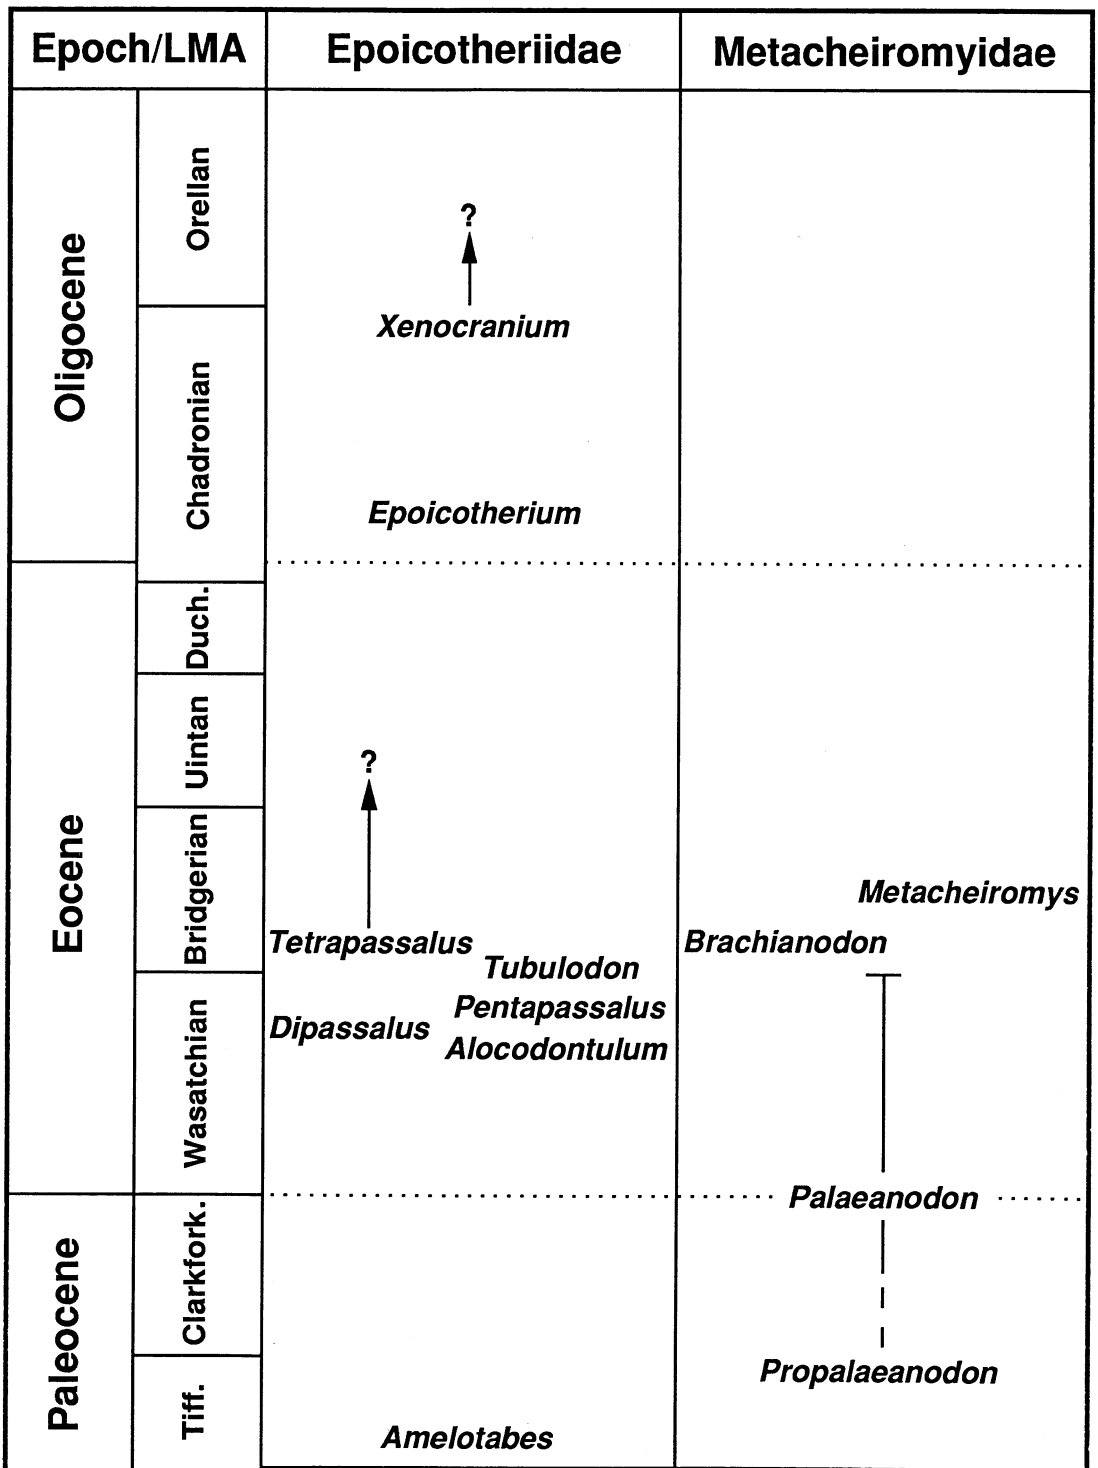 Epoch/LMA
Epoicotheriidae
Metacheiromyidae
Oligocene
Orellan
?
Xenocranium
Chadronian
Epoicotherium
Eocene
Duch.
Uintan
?
Bridgerian
Metacheiromys
Tetrapassalus
Brachianodon
Tubulodon
Wasatchian
Pentapassalus
Dipassalus
Alocodontulum
Palaeanodon
Paleocene
Clarkfork.
Propalaeanodon
Tiff.
Amelotabes